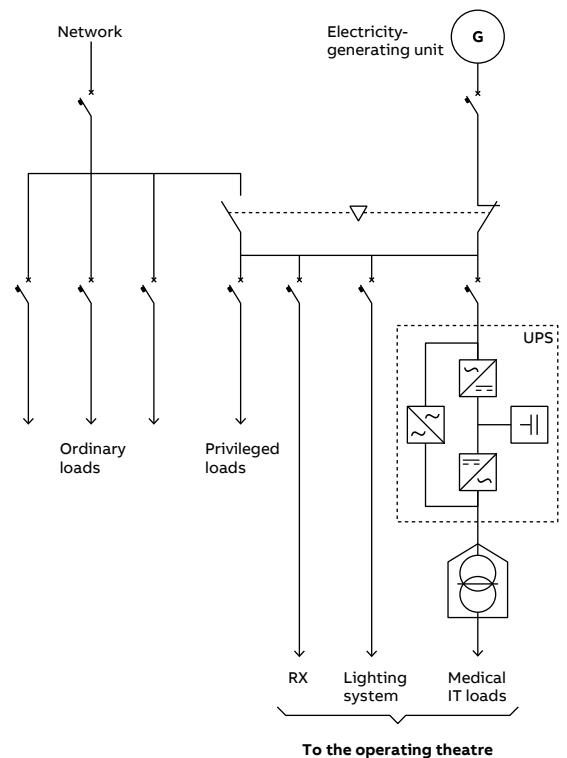 Network
Electricity-
generating unit
G
UPS
Ordinary
loads
Privileged
loads
RX
Lighting
system
Medical
IT loads
To the operating theatre